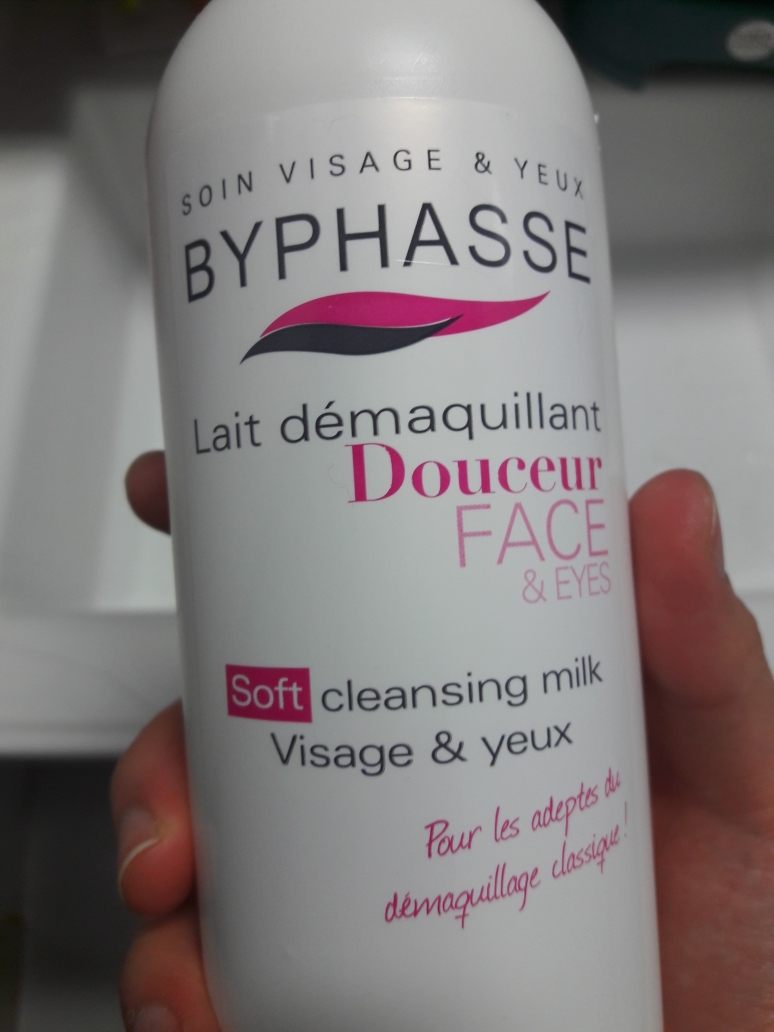 SOIN VISAGE & YEUX
BYPHASSE
Lait démaquillant
Douceur
FACE
& EYES
Soft cleansing milk
Visage & yeux
Pour les adeptes du
démaquillage classique !